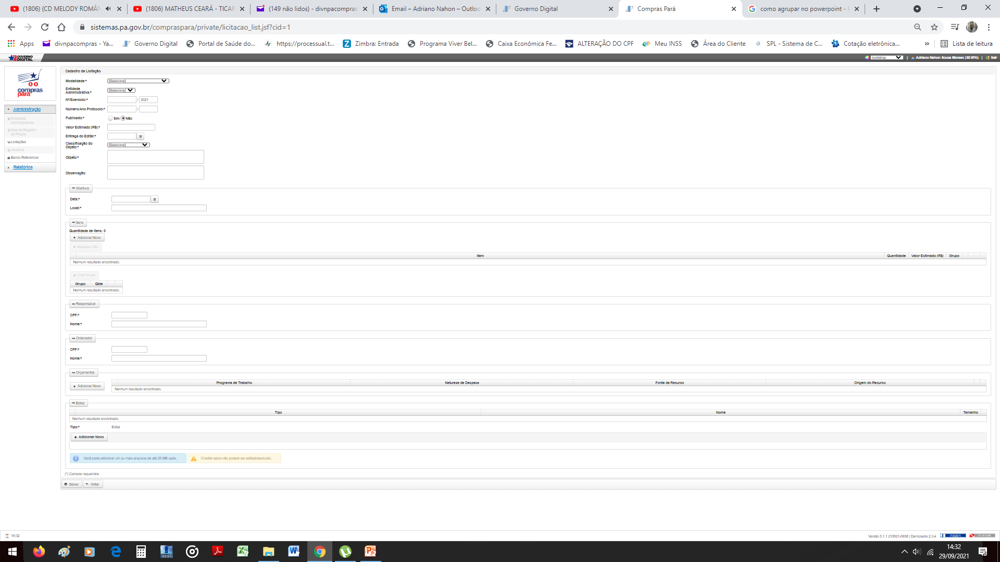 (1806) (CD MELODY ROMÂN
(1806) MATHEUS CEARÁ - TICAR
(149 não lidos) - divnpacompras
Email – Adriano Nahon – Outloo
Governo Digital
Compras Pará
como agrupar no powerpoint - P
sistemas.pa.gov.br/compraspara/private/licitacao_list.jsf?cid=1
Apps
divnpacompras - Ya...
Governo Digital
Portal de Saúde do...
https://processual.t...
Zimbra: Entrada
Programa Viver Bel...
Caixa Econômica Fe...
ALTERAÇÃO DO CPF
Meu INSS
Área do Cliente
SPL - Sistema de C...
Cotação eletrônica...
»
Lista de leitura
GOVERNO DIGITAL
bootstrap
| Adriano Nahon Souza Moraes (SESPA) | Sair
compras
pará
Administração
Entidades
Administrativas
Atas de Registro
de Preços
Licitações
Usuários
Banco Referencial
Relatórios
Cadastro de Licitação
Modalidade:* [Selecione]
Entidade
Administrativa:* [Selecione]
Nº/Exercício:* / 2021
Número/Ano Protocolo:* /
Publicado:* Sim Não
Valor Estimado (R$):*
Entrega do Edital:*
Classificação do
Objeto:* [Selecione]
Objeto:*
Observação:
Abertura
Data:*
Local:*
Itens
Quantidade de itens: 0
+ Adicionar Novo
+ Exportar CSV
Item Quantidade Valor Estimado (R$) Grupo
Nenhum resultado encontrado.
Criar Grupo
Grupo Qtde
Nenhum resultado encontrado.
Responsável
CPF:*
Nome:*
Ordenador
CPF:*
Nome:*
Orçamentos
+ Adicionar Novo
Programa de Trabalho Natureza de Despesa Fonte de Recurso Origem do Recurso
Nenhum resultado encontrado.
Edital
Tipo Nome Tamanho
Nenhum resultado encontrado.
Tipo:* Edital
+ Adicionar Novo
Você pode adicionar um ou mais arquivos de até 25 MB cada.
O edital salvo não poderá ser editado/excluído.
(*) Campos requeridos
Salvar Voltar
19:32
Versão 5.1.1 210921-0838 | Demoiselle 2.3.4
14:32
29/09/2021